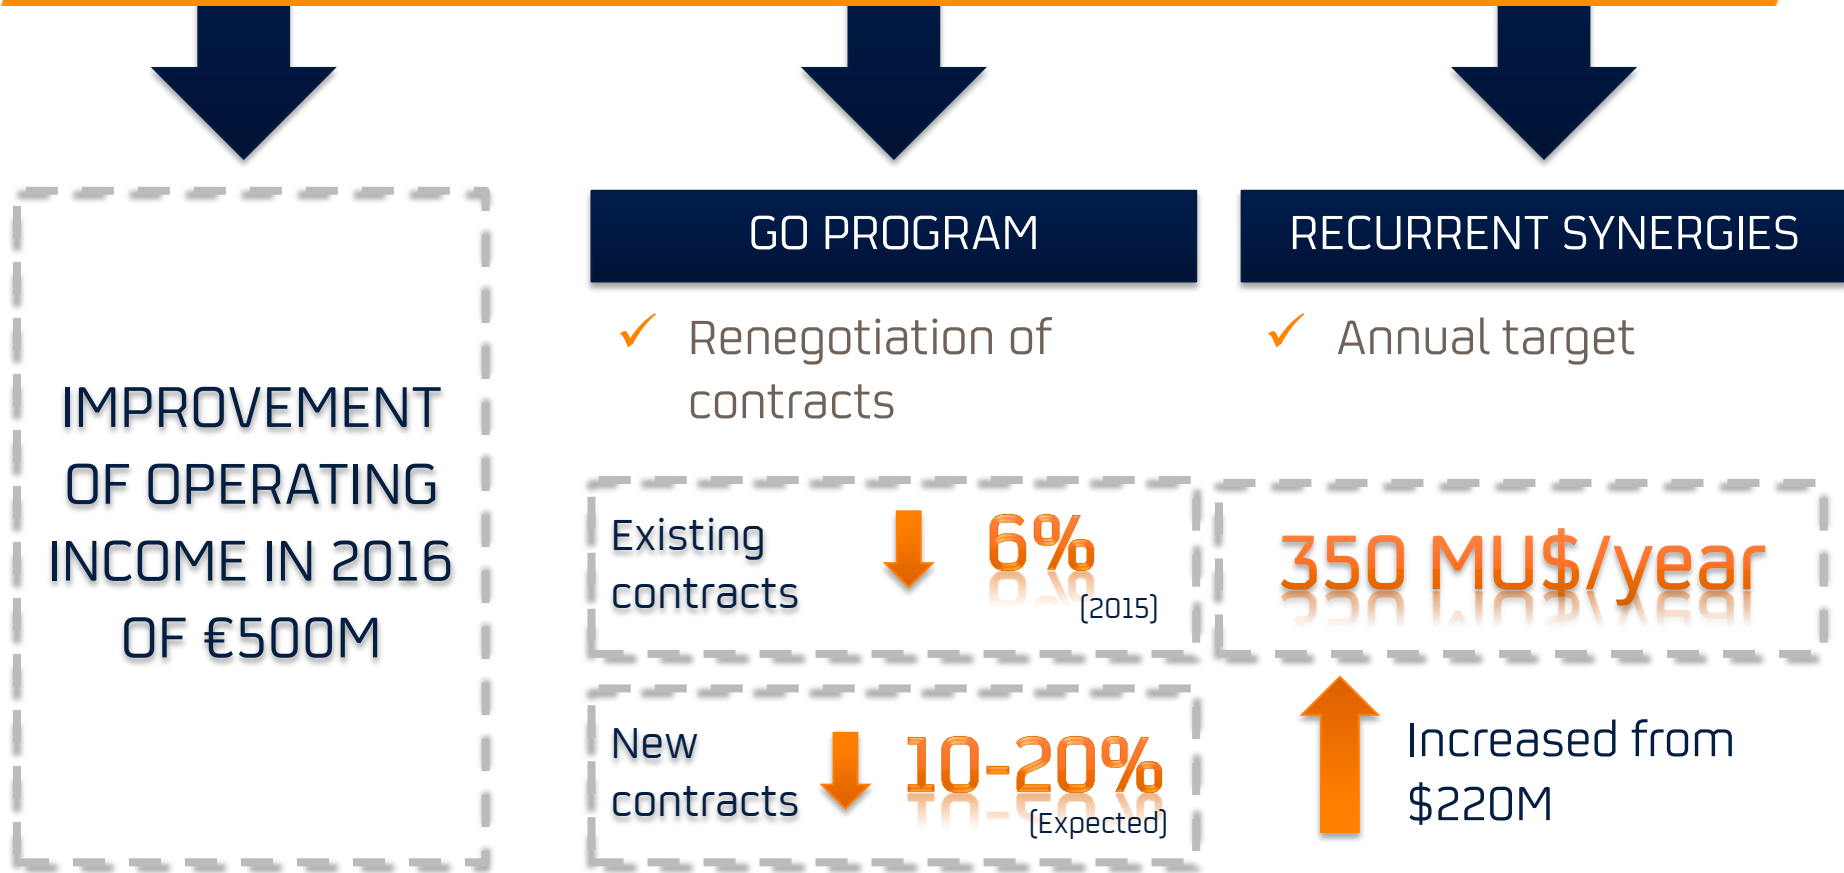 IMPROVEMENT
OF OPERATING
INCOME IN 2016
OF €500M
GO PROGRAM
Renegotiation of
contracts
Existing
contracts
6%
(2015)
New
contracts
10-20%
(Expected)
RECURRENT SYNERGIES
Annual target
350 MU$/year
Increased from
$220M